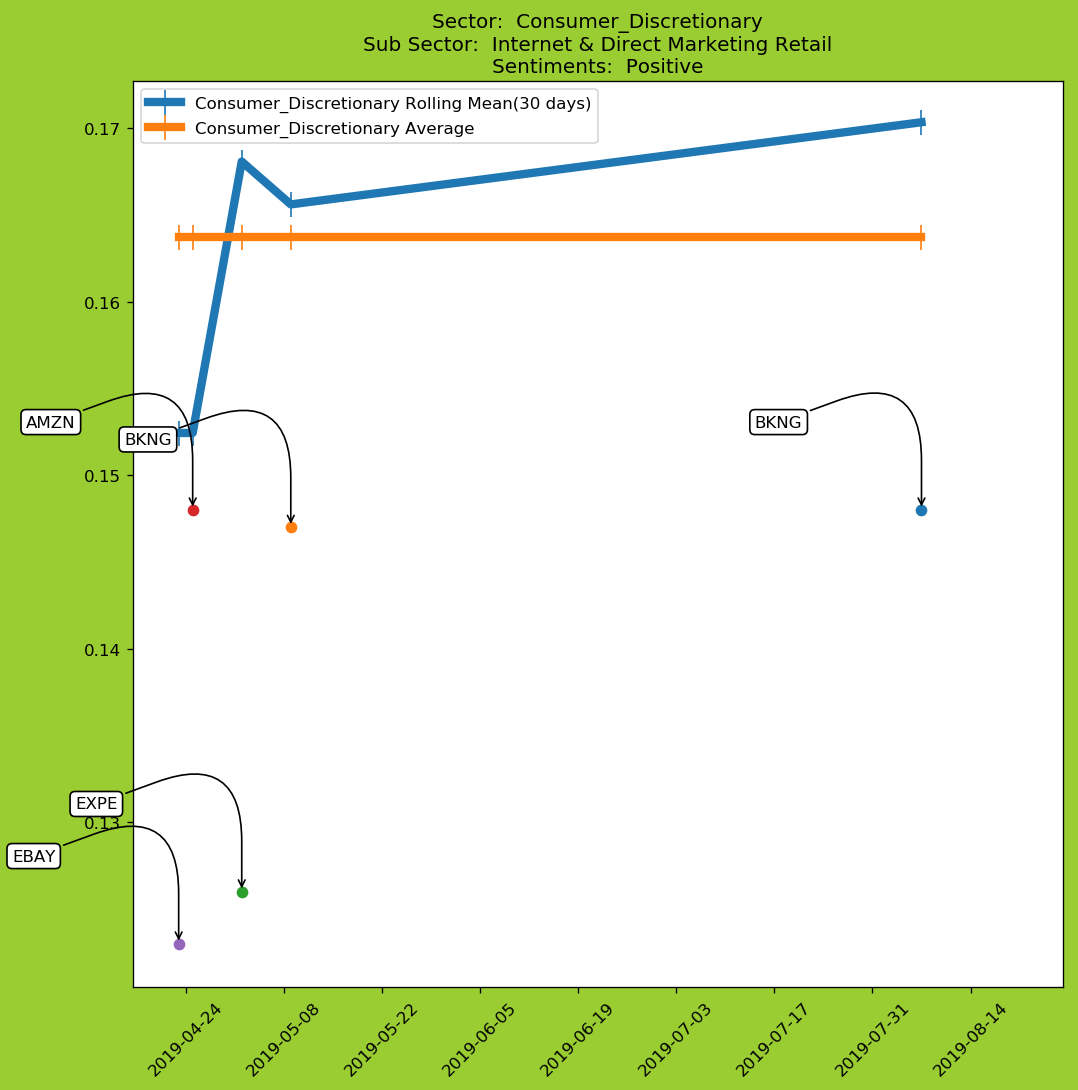 Sector:  Consumer_Discretionary
Sub Sector:  Internet & Direct Marketing Retail
Sentiments:  Positive
Consumer_Discretionary Rolling Mean(30 days)
Consumer_Discretionary Average
0.17
0.16
AMZN
BKNG
BKNG
0.15
0.14
EXPE
0.13
EBAY
2019-04-24
2019-05-08
2019-05-22
2019-06-05
2019-06-19
2019-07-03
2019-07-17
2019-07-31
2019-08-14